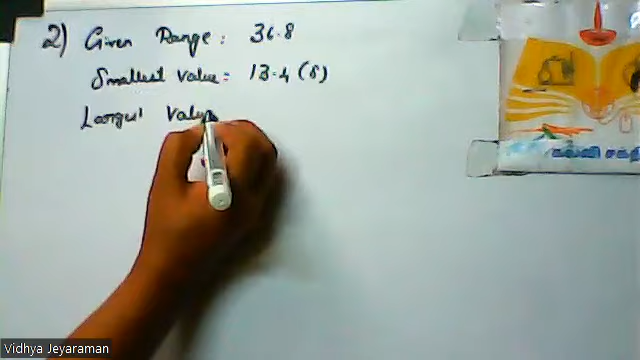 2) Given Range: 36.8
Smallest value = 13.4 (S)
Largest Value
Vidhya Jeyaraman